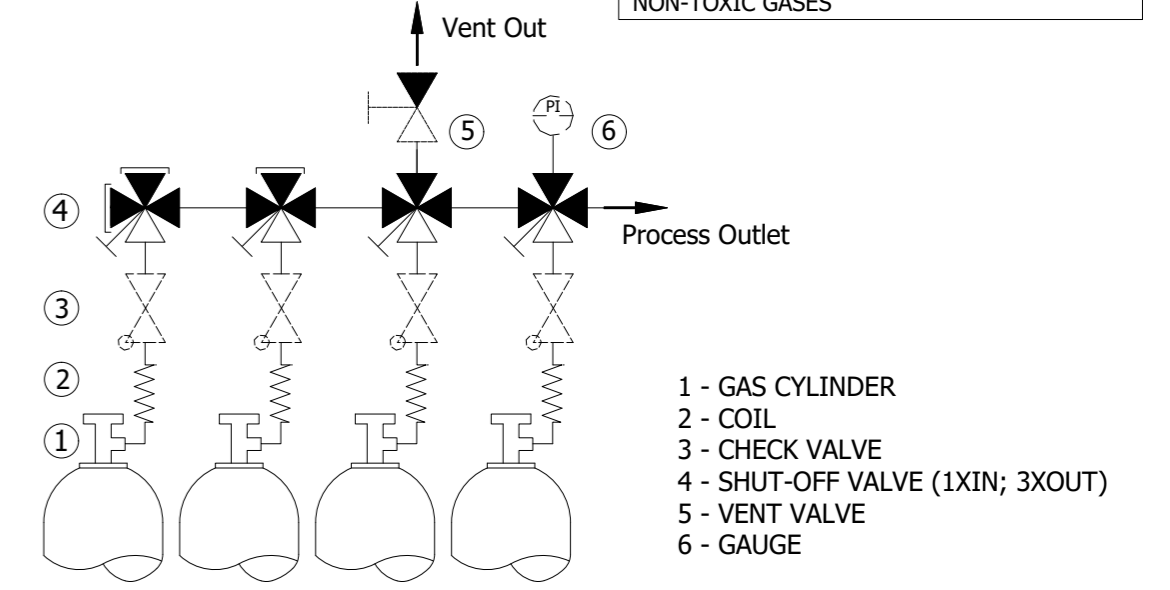 NON-TOXIC GASES
Vent Out
PI
5
6
4
Process Outlet
3
2
1
1 - GAS CYLINDER
2 - COIL
3 - CHECK VALVE
4 - SHUT-OFF VALVE (1XIN; 3XOUT)
5 - VENT VALVE
6 - GAUGE